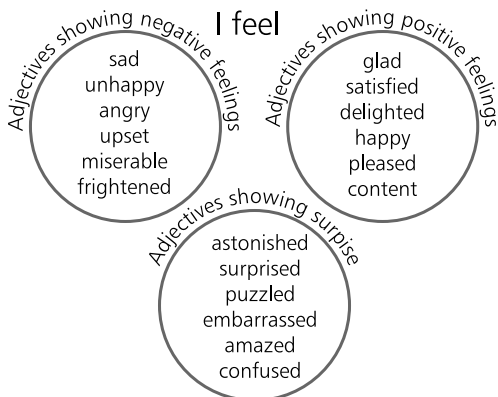 I feel
Adjectives showing negative feelings
sad
unhappy
angry
upset
miserable
frightened
Adjectives showing positive feelings
glad
satisfied
delighted
happy
pleased
content
Adjectives showing surpise
astonished
surprised
puzzled
embarrassed
amazed
confused